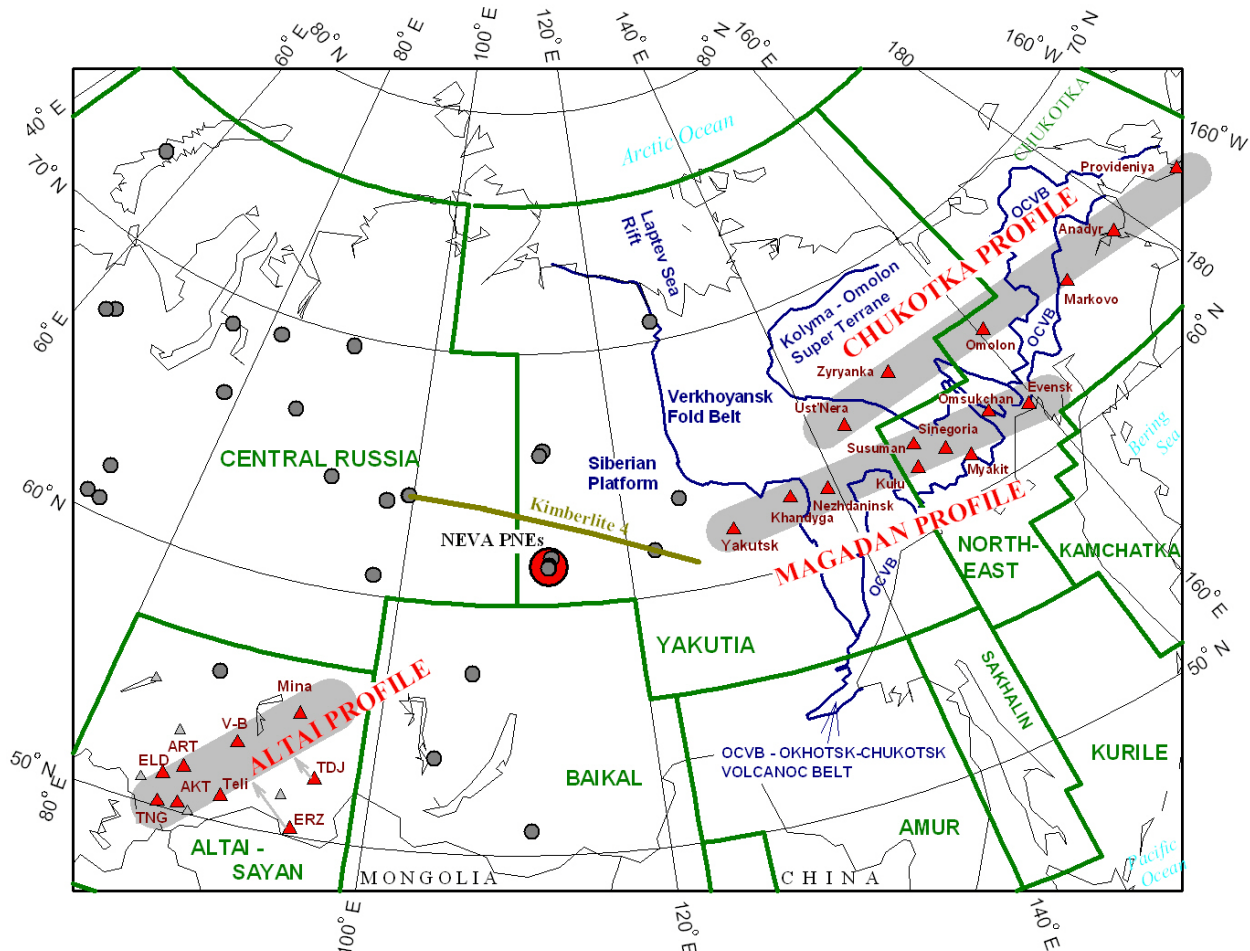 60° E
80° N
80° E
100° E
120° E
140° E
80° N
160° E
180
160° W
70° N
40° E
70° N
60° E
60° N
50° N
80° E
160° W
180
60° N
160° E
50° N
100° E
120° E
140° E
Arctic Ocean
CHUKOTKA
Provideniya
OCVB
Anadyr
Laptev Sea
Rift
CHUKOTKA PROFILE
Markovo
Kolyma - Omolon
Super Terrane
OCVB
Omolon
Zyryanka
Evensk
Omsukchan
Verkhoyansk
Fold Belt
Ust'Nera
Sinegoria
Bering
Sea
Susuman
Myakit
CENTRAL RUSSIA
Siberian
Platform
Kulu
Nezhdaninsk
Khandyga
Kimberlite 4
MAGADAN PROFILE
Yakutsk
NEVA PNEs
NORTH-
EAST
KAMCHATKA
OCVB
YAKUTIA
SAKHALIN
Mina
ALTAI PROFILE
V-B
ART
ELD
TDJ
AKT
Teli
TNG
ERZ
OCVB - OKHOTSK-CHUKOTSK
VOLCANOC BELT
KURILE
BAIKAL
AMUR
ALTAI -
SAYAN
Pacific
Ocean
MONGOLIA
CHINA